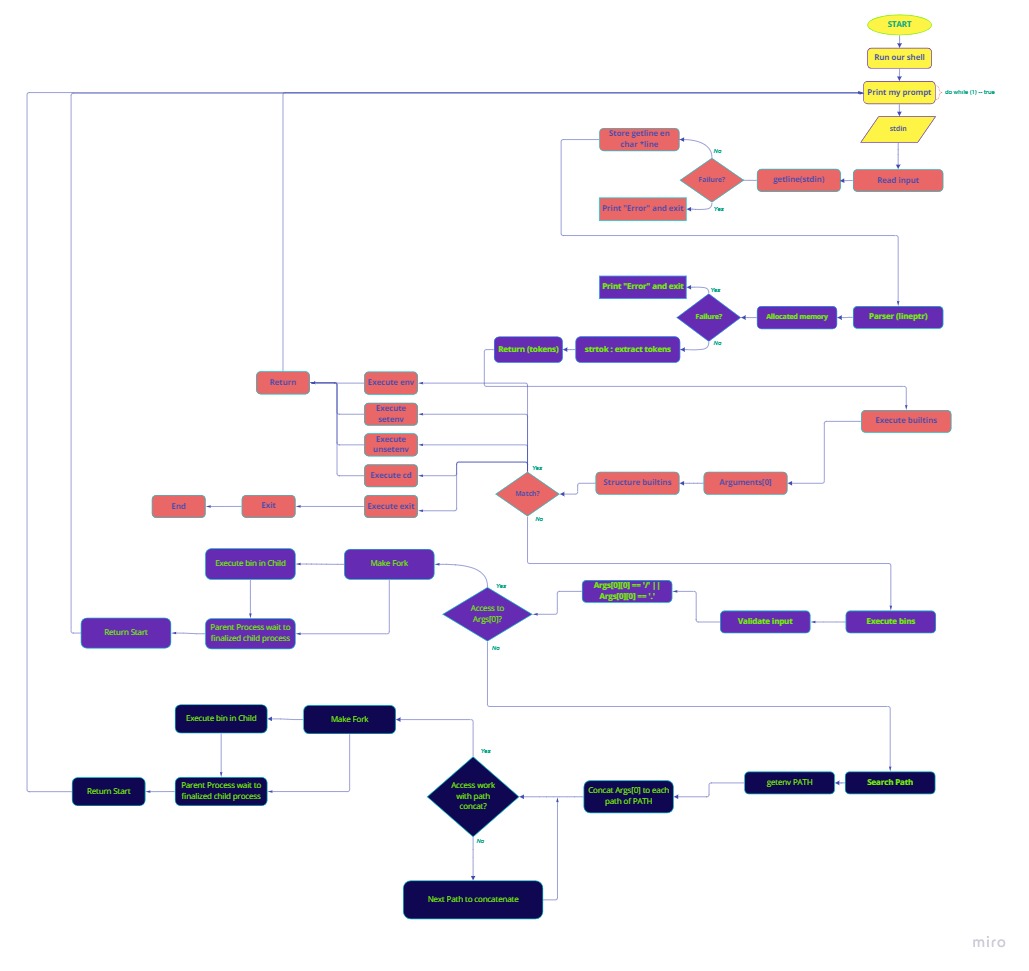 START
Run our shell
Print my prompt
do while (1) -- true
stdin
Store getline en
char *line
No
Failure?
getline(stdin)
Read input
Print "Error" and exit
Yes
Print "Error" and exit
Yes
Failure?
Allocated memory
Parser (lineptr)
No
Return (tokens)
strtok : extract tokens
Return
Execute env
Execute
setenv
Execute builtins
Execute
unsetenv
Execute cd
Yes
Match?
Structure builtins
Arguments[0]
End
Exit
Execute exit
No
Execute bin in Child
Make Fork
Yes
Access to
Args[0]?
Args[0][0] == '/' ||
Args[0][0] == '.'
Validate input
Execute bins
Return Start
Parent Process wait to
finalized child process
No
Execute bin in Child
Make Fork
Yes
Access work
with path
concat?
Concat Args[0] to each
path of PATH
getenv PATH
Search Path
Return Start
Parent Process wait to
finalized child process
No
Next Path to concatenate
miro